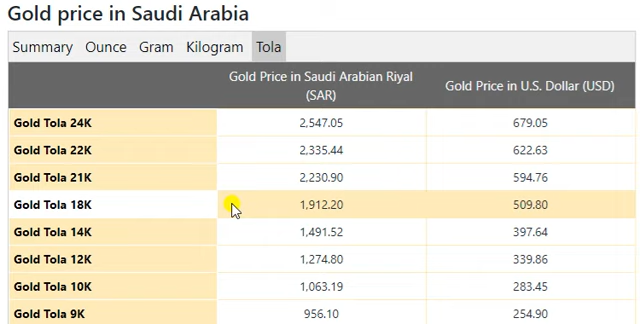 Gold price in Saudi Arabia
Summary Ounce Gram Kilogram Tola
Gold Price in Saudi Arabian Riyal (SAR) Gold Price in U.S. Dollar (USD)
Gold Tola 24K 2,547.05 679.05
Gold Tola 22K 2,335.44 622.63
Gold Tola 21K 2,230.90 594.76
Gold Tola 18K 1,912.20 509.80
Gold Tola 14K 1,491.52 397.64
Gold Tola 12K 1,274.80 339.86
Gold Tola 10K 1,063.19 283.45
Gold Tola 9K 956.10 254.90